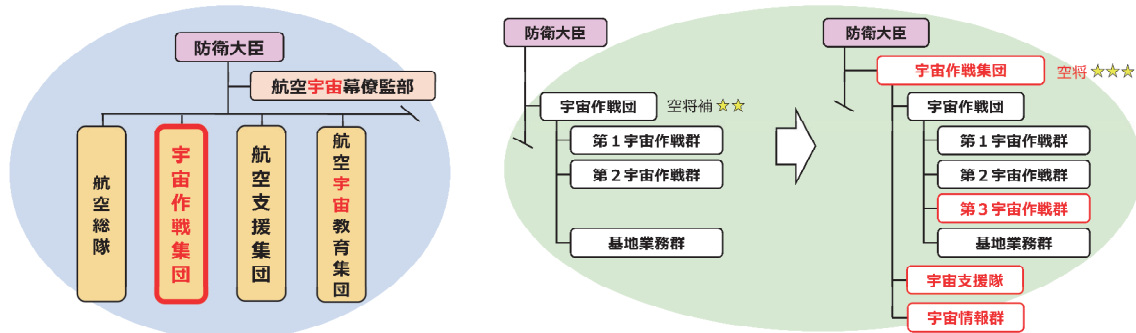 防衛大臣
航空宇宙幕僚監部
航空総隊
宇宙作戦集団
航空支援集団
航空宇宙教育集団
防衛大臣
宇宙作戦団 空将補☆☆
第1宇宙作戦群
第2宇宙作戦群
基地業務群
防衛大臣
宇宙作戦集団 空将☆☆☆
宇宙作戦団
第1宇宙作戦群
第2宇宙作戦群
第3宇宙作戦群
基地業務群
宇宙支援隊
宇宙情報群